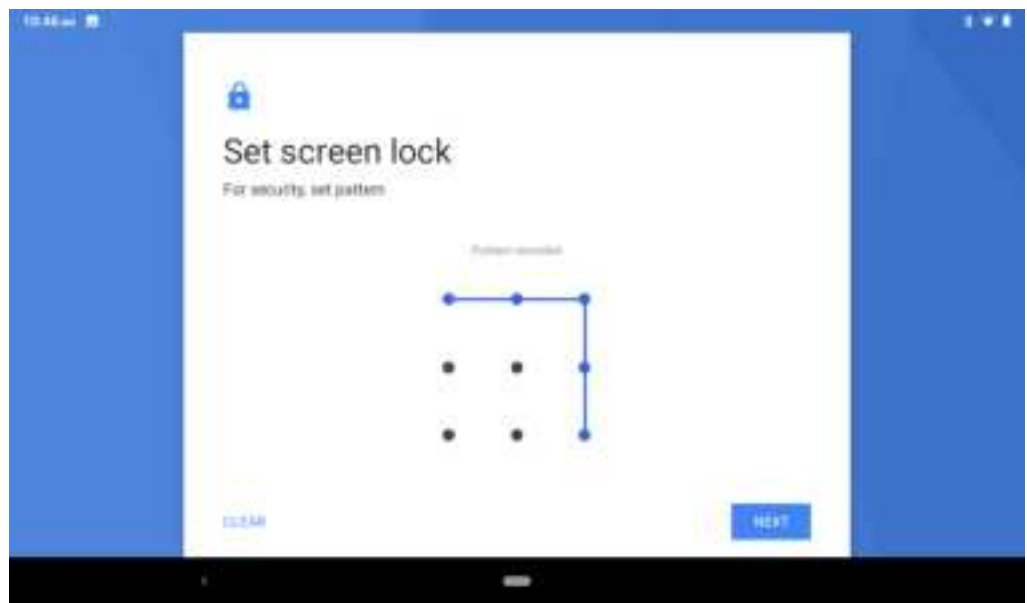 Set screen lock
For security, set pattern
Pattern recorded
CLEAR
NEXT